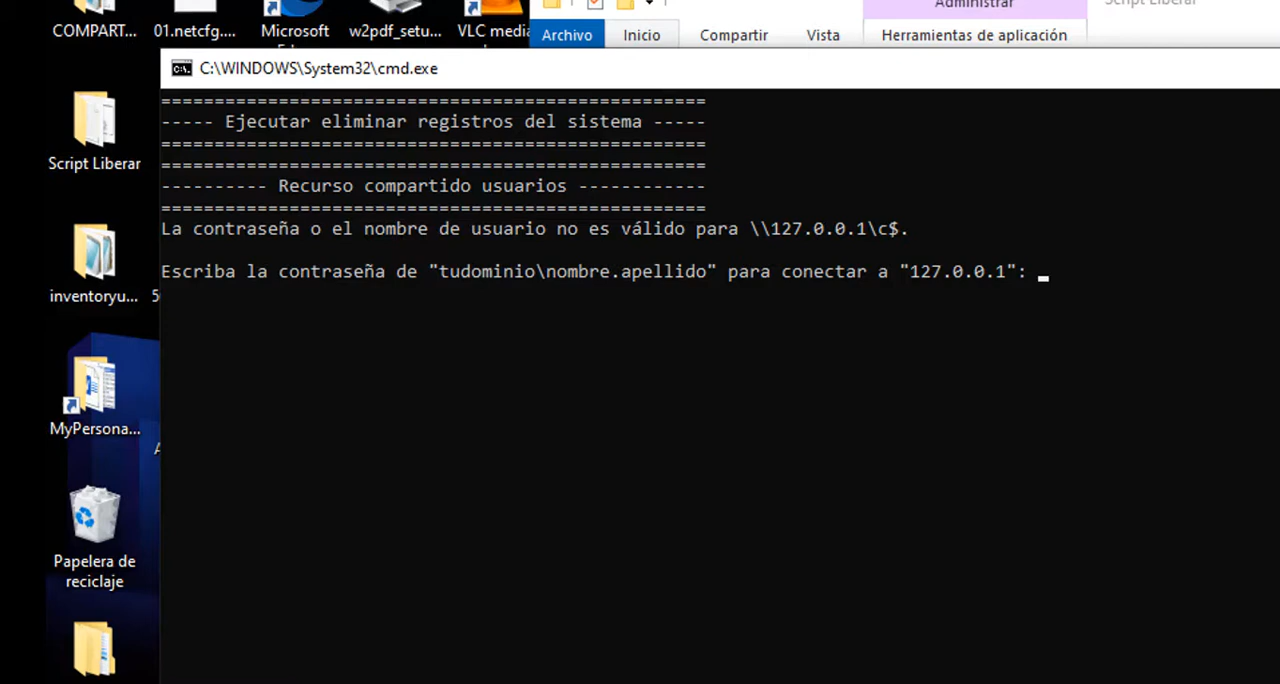 Administrar
Script Liberar
COMPART...
01.netcfg....
Microsoft
w2pdf_setu...
VLC media
Archivo
Inicio
Compartir
Vista
Herramientas de aplicación
C:\WINDOWS\System32\cmd.exe
===================================================
----- Ejecutar eliminar registros del sistema -----
===================================================
===================================================
---------- Recurso compartido usuarios ------------
===================================================
La contraseña o el nombre de usuario no es válido para \\127.0.0.1\c$.
Escriba la contraseña de "tudominio\nombre.apellido" para conectar a "127.0.0.1": _
Script Liberar
inventoryu...
MyPersona...
Papelera de
reciclaje